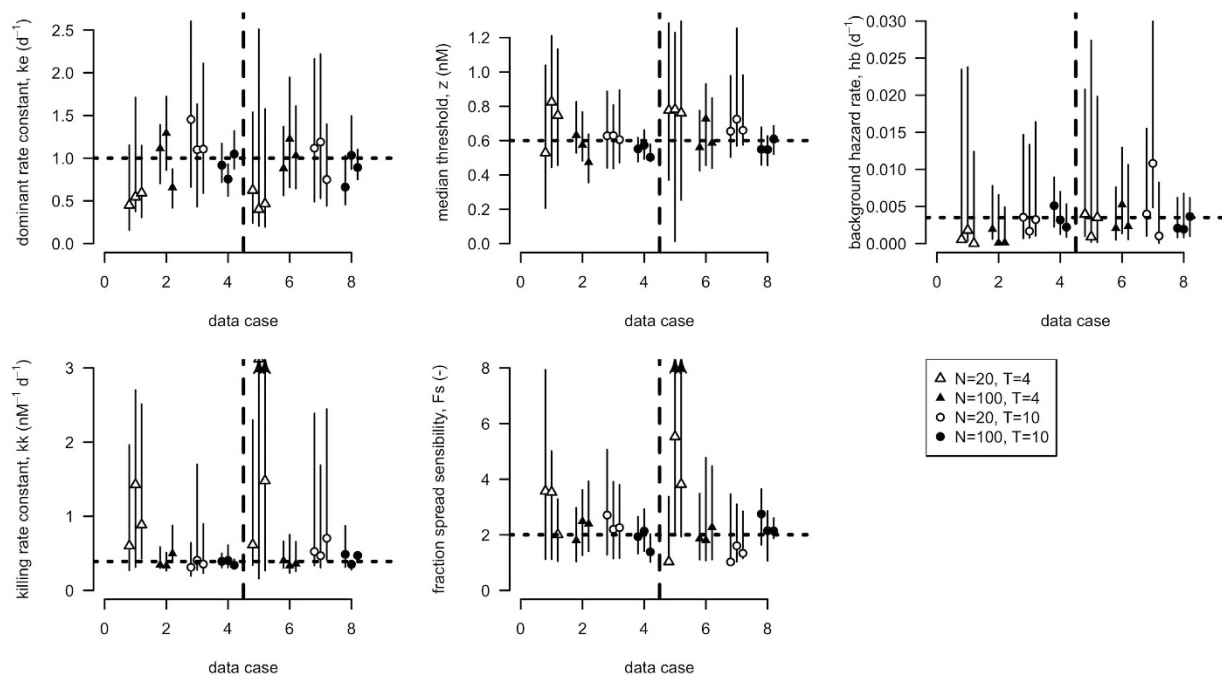 dominant rate constant, ke (d⁻¹)
2.5
2.0
1.5
1.0
0.5
0.0
0 2 4 6 8
data case
median threshold, z (nM)
1.2
1.0
0.8
0.6
0.4
0.2
0.0
0 2 4 6 8
data case
background hazard rate, hb (d⁻¹)
0.030
0.025
0.020
0.015
0.010
0.005
0.000
0 2 4 6 8
data case
killing rate constant, kk (nM⁻¹ d⁻¹)
3
2
1
0
0 2 4 6 8
data case
fraction spread sensibility, Fs (-)
8
6
4
2
0
0 2 4 6 8
data case
N=20, T=4
N=100, T=4
N=20, T=10
N=100, T=10